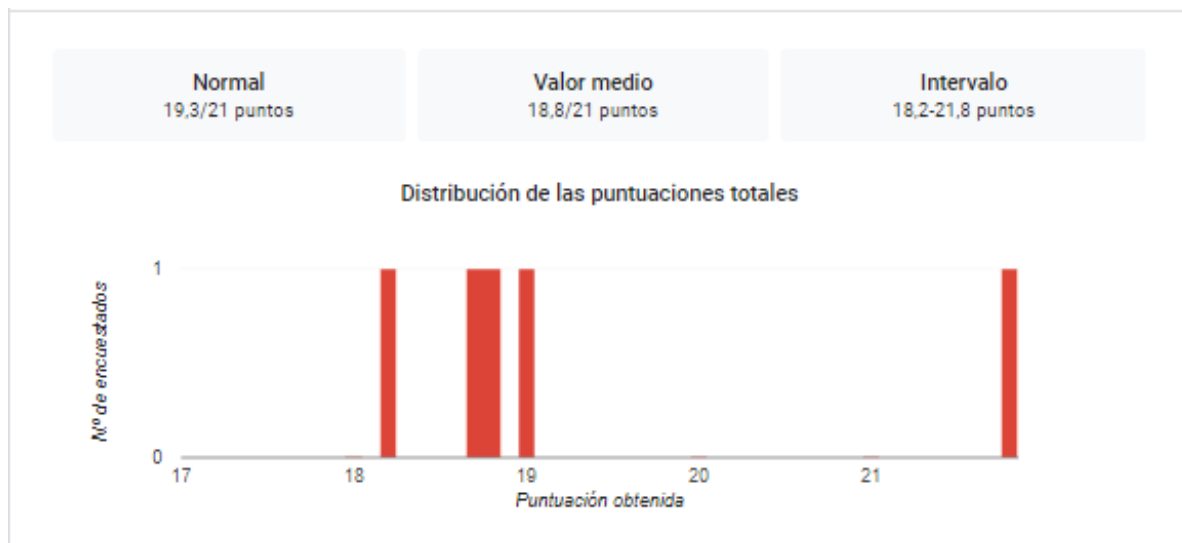 Normal
19,3/21 puntos
Valor medio
18,8/21 puntos
Intervalo
18,2-21,8 puntos
Distribución de las puntuaciones totales
N.º de encuestados
1
0
17 18 19 20 21
Puntuación obtenida